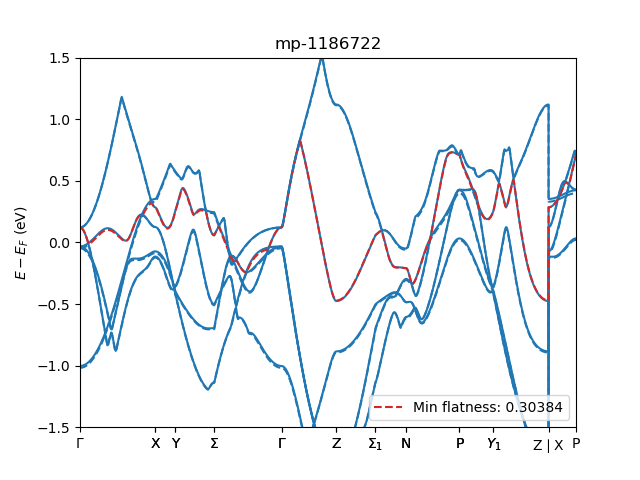 mp-1186722
E − E_F (eV)
1.5
1.0
0.5
0.0
−0.5
−1.0
−1.5
Min flatness: 0.30384
Γ X Y Σ Γ Z Σ₁ N P Y₁ Z | X P